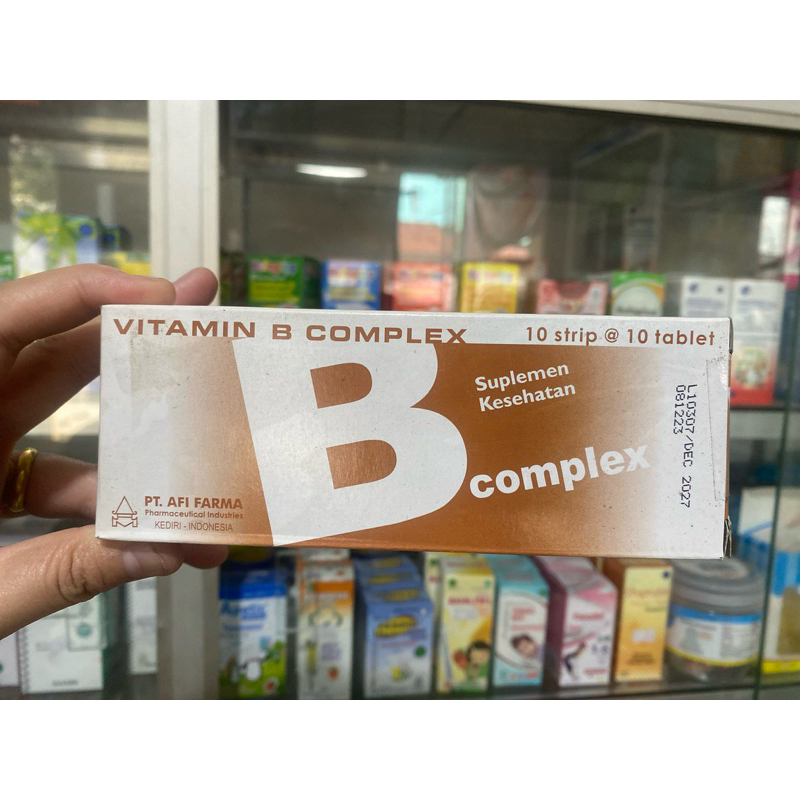 VITAMIN B COMPLEX
10 strip @ 10 tablet
B
Suplemen
Kesehatan
complex
L10307/DEC 2027
081223
PT. AFI FARMA
Pharmaceutical Industries
KEDIRI - INDONESIA